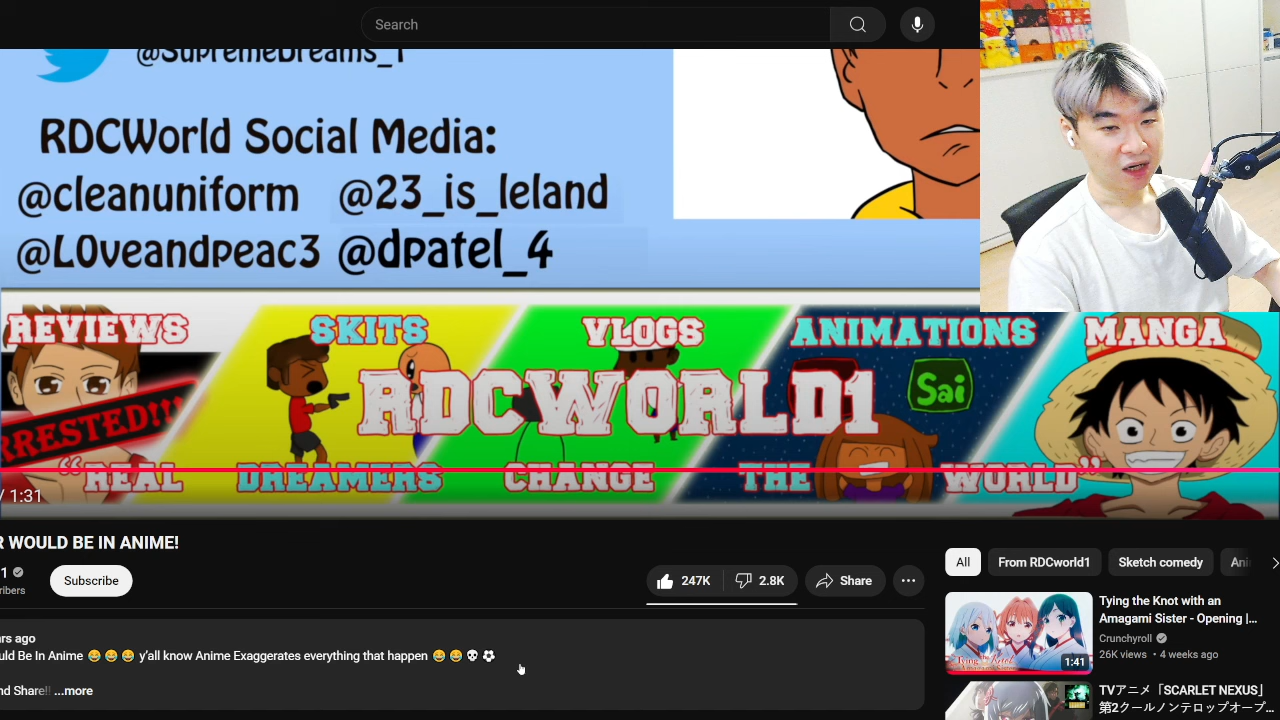 Search
@SupremeDreams_1
RDCWorld Social Media:
@cleanuniform @23_is_leland
@L0veandpeac3 @dpatel_4
REVIEWS SKITS VLOGS ANIMATIONS MANGA
RDCWORLD1
Sai
ARRESTED!!!
“REAL DREAMERS CHANGE THE WORLD”
/ 1:31
R WOULD BE IN ANIME!
1
Subscribe
247K
2.8K
Share
ribers
All
From RDCworld1
Sketch comedy
Ani
Tying the Knot with an
Amagami Sister - Opening |...
Crunchyroll
26K views • 4 weeks ago
1:41
rs ago
uld Be In Anime 😂 😂 😂 y'all know Anime Exaggerates everything that happen 😂 😂 💀 ⚽
nd Share!! ...more
TVアニメ「SCARLET NEXUS」
第2クールノンテロップオープ...